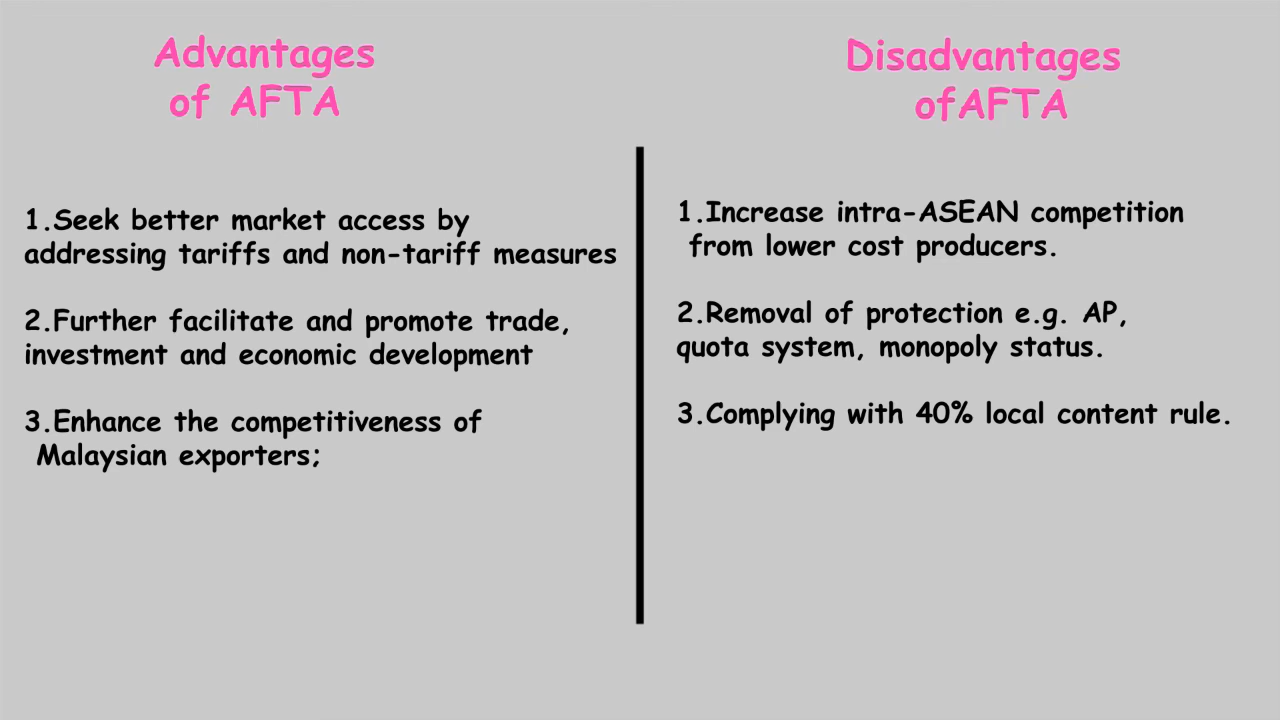 Advantages
of AFTA
1.Seek better market access by
addressing tariffs and non-tariff measures
2.Further facilitate and promote trade,
investment and economic development
3.Enhance the competitiveness of
Malaysian exporters;
Disadvantages
ofAFTA
1.Increase intra-ASEAN competition
from lower cost producers.
2.Removal of protection e.g. AP,
quota system, monopoly status.
3.Complying with 40% local content rule.